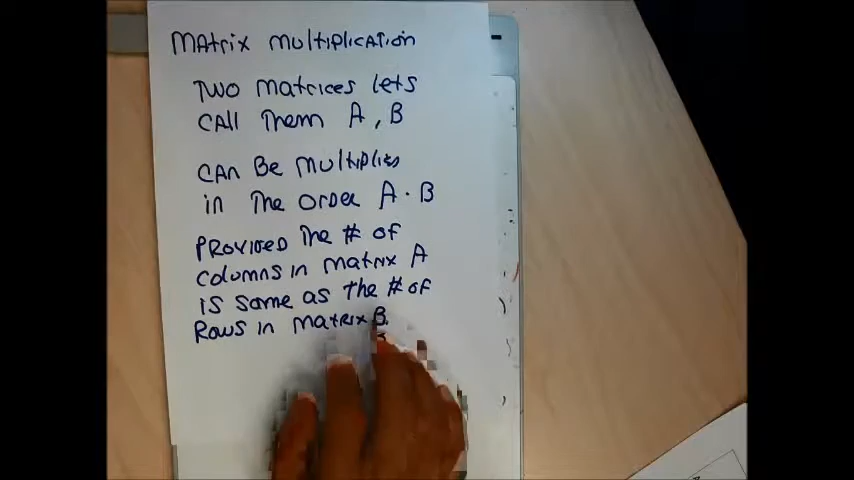 Matrix Multiplication
Two matrices lets
call them A, B
can be multiplies
in the order A · B
provided the # of
columns in matrix A
is same as the # of
rows in matrix B.